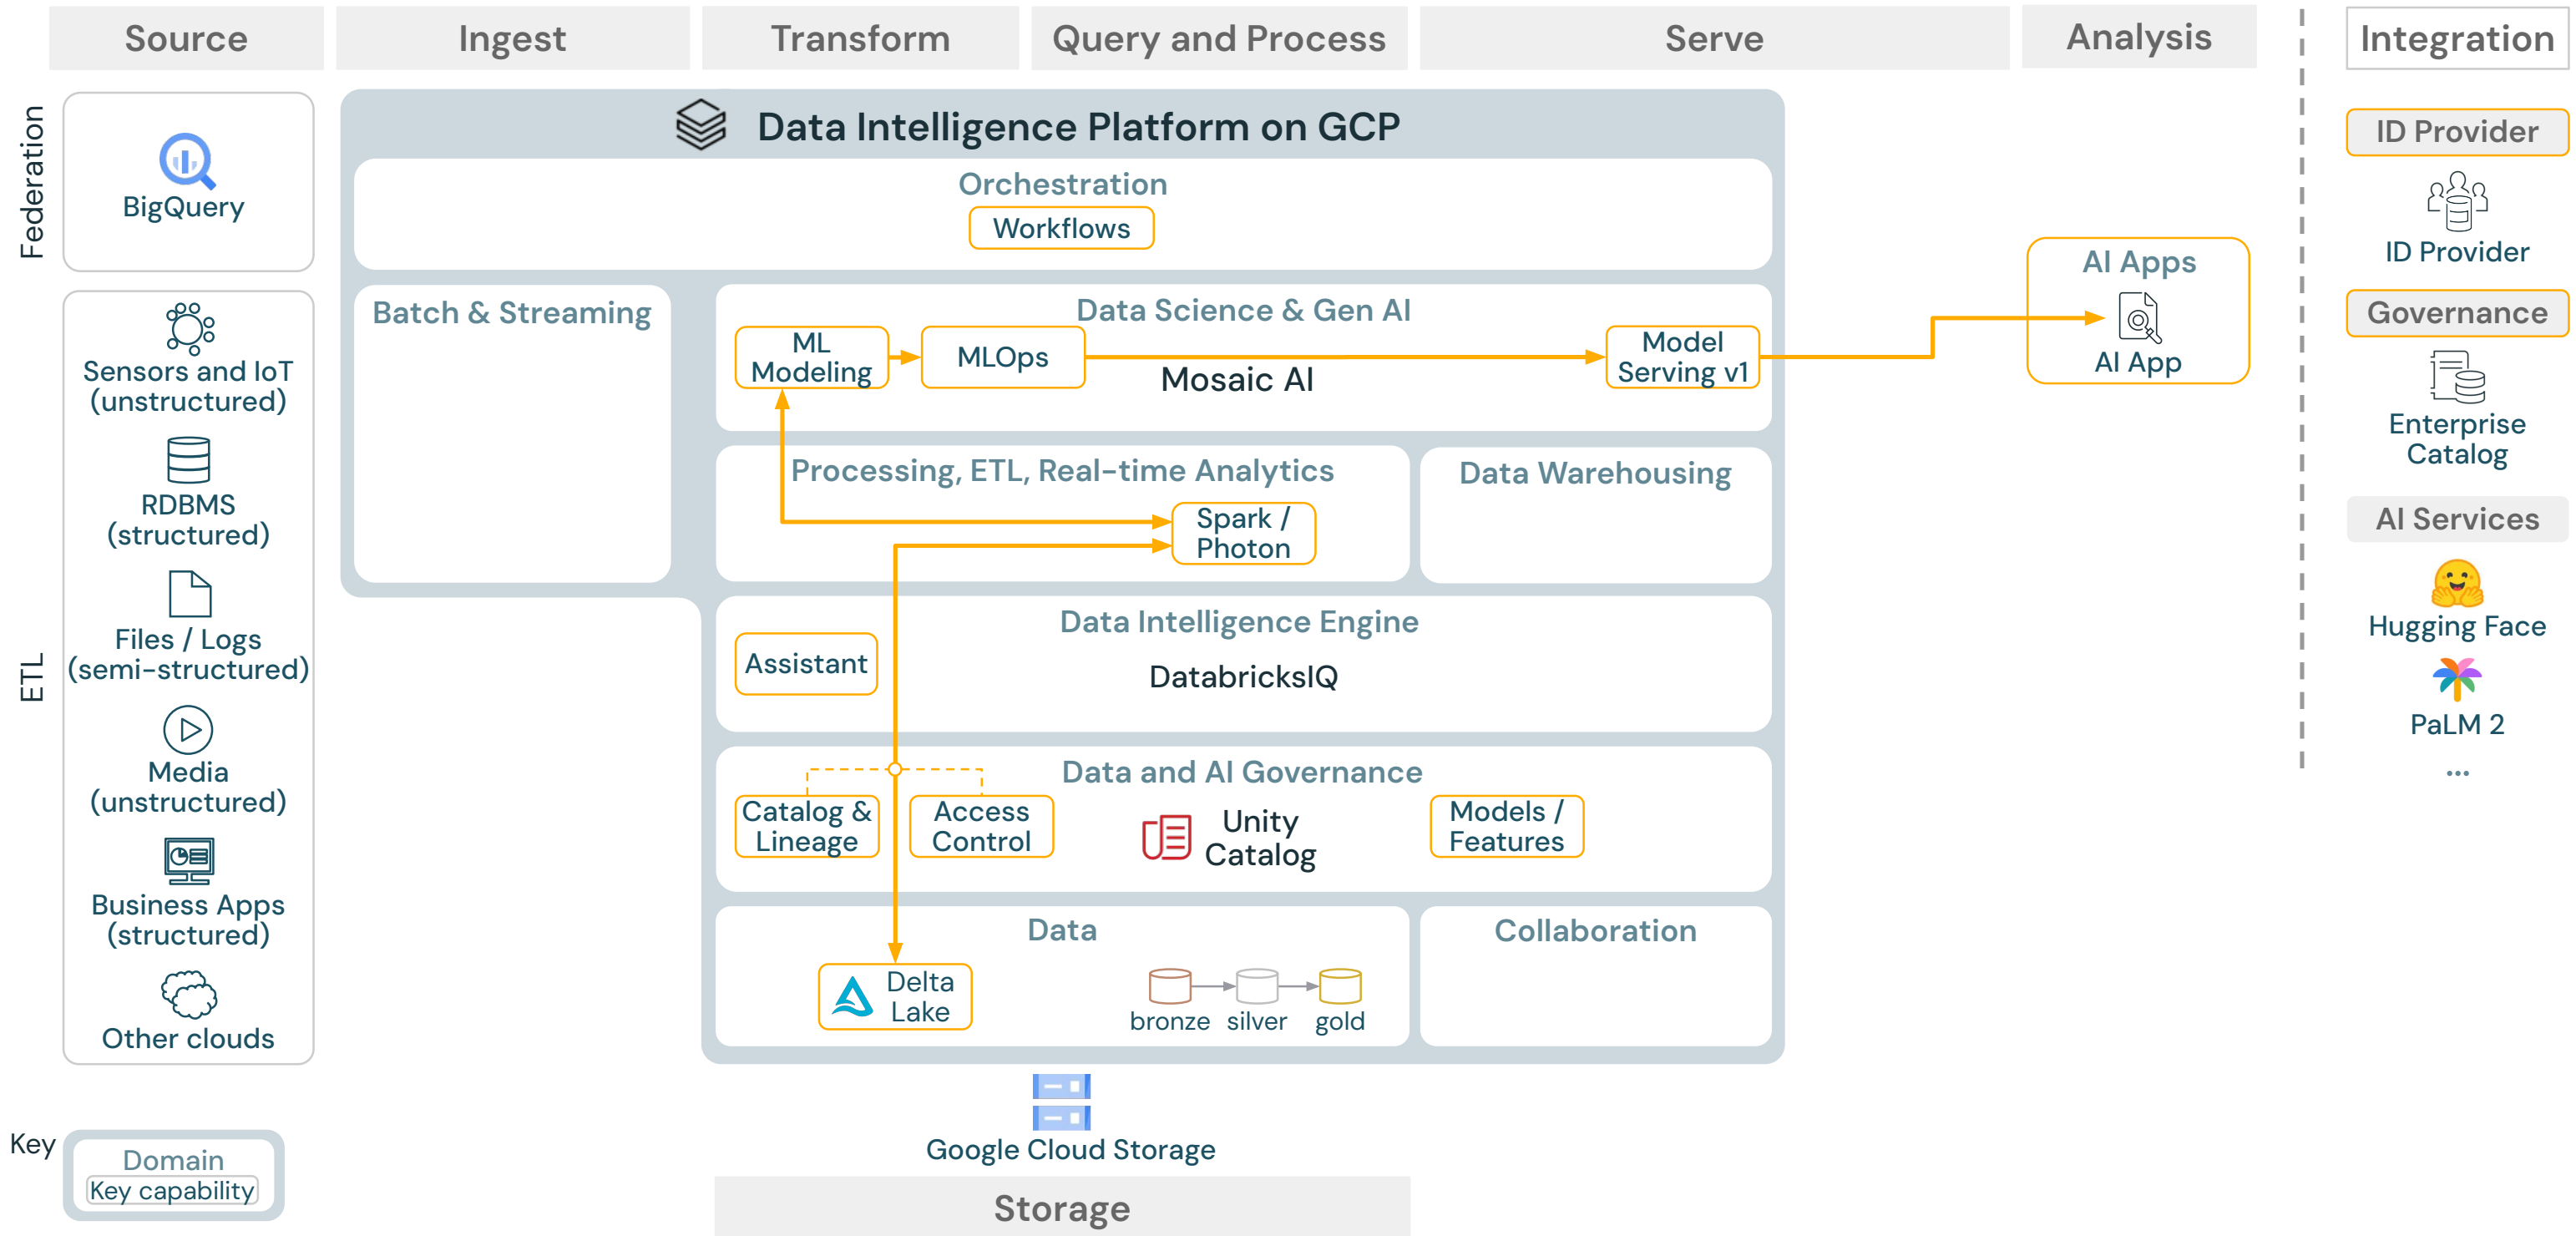 Source
Ingest
Transform
Query and Process
Serve
Analysis
Integration
Federation
BigQuery
ETL
Sensors and IoT
(unstructured)
RDBMS
(structured)
Files / Logs
(semi-structured)
Media
(unstructured)
Business Apps
(structured)
Other clouds
Data Intelligence Platform on GCP
Orchestration
Workflows
Batch & Streaming
Data Science & Gen AI
ML
Modeling
MLOps
Mosaic AI
Model
Serving v1
Processing, ETL, Real-time Analytics
Spark /
Photon
Data Warehousing
Data Intelligence Engine
Assistant
DatabricksIQ
Data and AI Governance
Catalog &
Lineage
Access
Control
Unity
Catalog
Models /
Features
Data
Delta
Lake
bronze
silver
gold
Collaboration
Google Cloud Storage
Storage
AI Apps
AI App
ID Provider
ID Provider
Governance
Enterprise
Catalog
AI Services
Hugging Face
PaLM 2
...
Key
Domain
Key capability